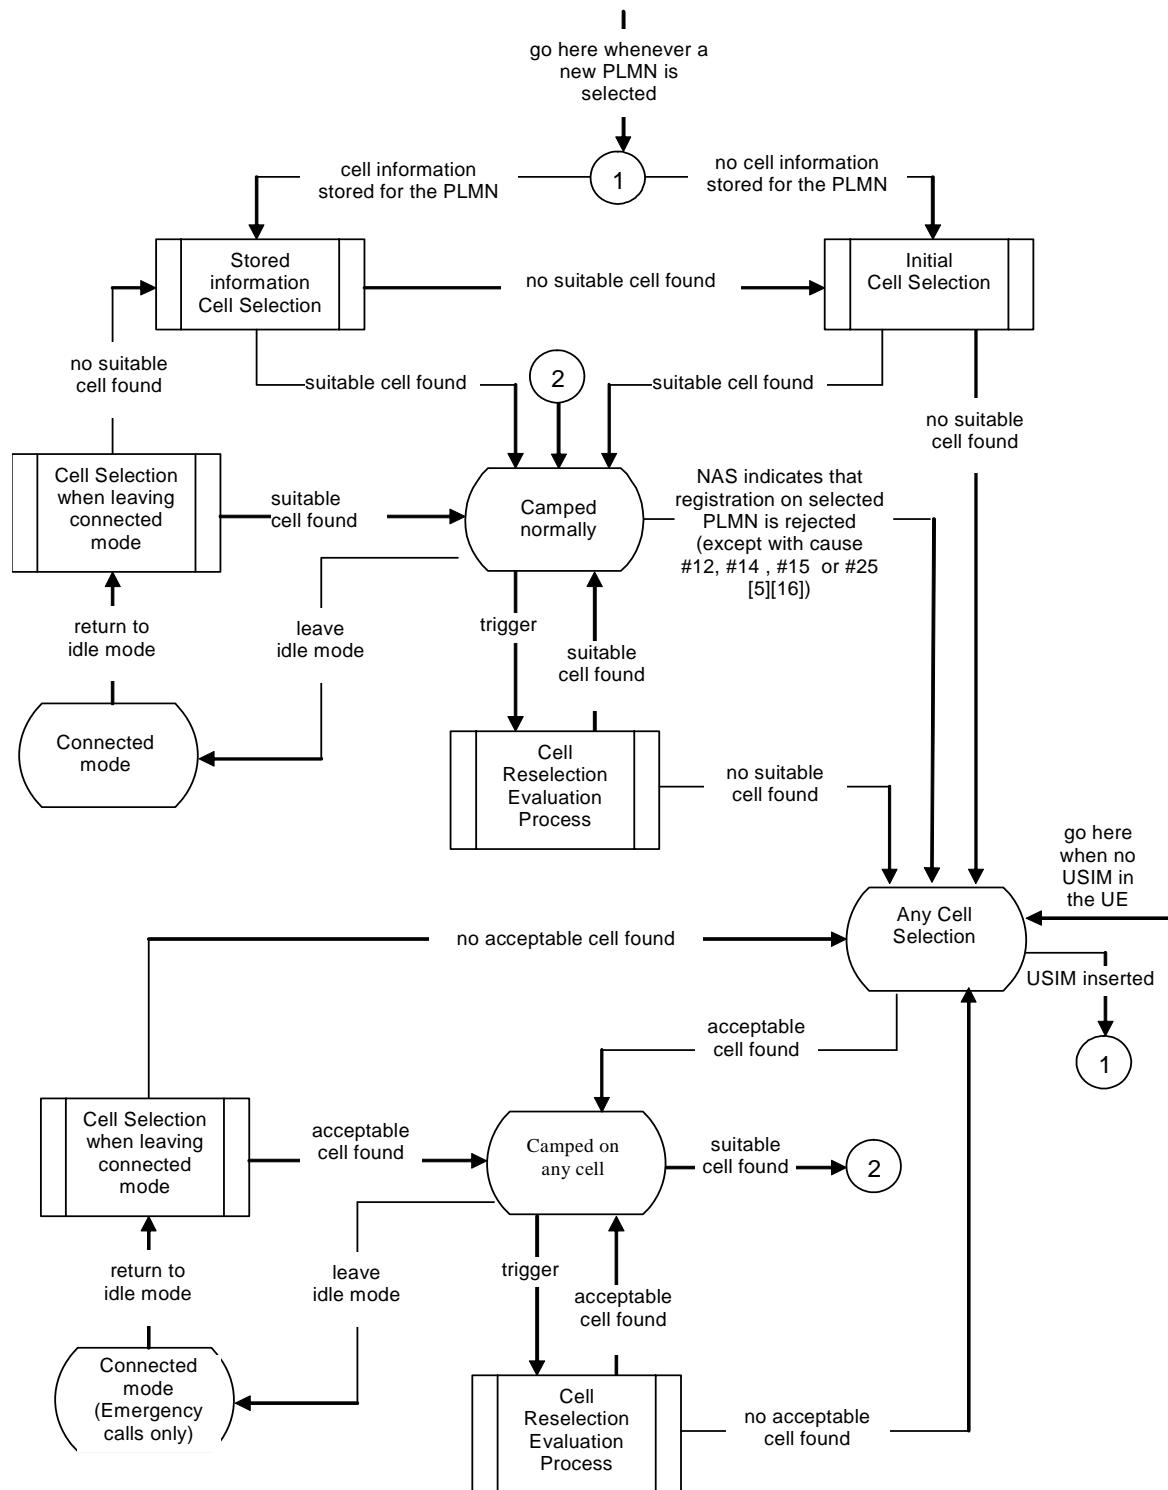 go here whenever a
new PLMN is
selected
cell information
stored for the PLMN
1
no cell information
stored for the PLMN
Stored
information
Cell Selection
no suitable cell found
Initial
Cell Selection
no suitable
cell found
suitable cell found
2
suitable cell found
no suitable
cell found
Cell Selection
when leaving
connected
mode
suitable
cell found
Camped
normally
NAS indicates that
registration on selected
PLMN is rejected
(except with cause
#12, #14 , #15 or #25
[5][16])
return to
idle mode
leave
idle mode
trigger
suitable
cell found
Connected
mode
Cell
Reselection
Evaluation
Process
no suitable
cell found
go here
when no
USIM in
the UE
Any Cell
Selection
no acceptable cell found
USIM inserted
acceptable
cell found
1
Cell Selection
when leaving
connected
mode
acceptable
cell found
Camped on
any cell
suitable
cell found
2
return to
idle mode
leave
idle mode
trigger
acceptable
cell found
Connected
mode
(Emergency
calls only)
Cell
Reselection
Evaluation
Process
no acceptable
cell found